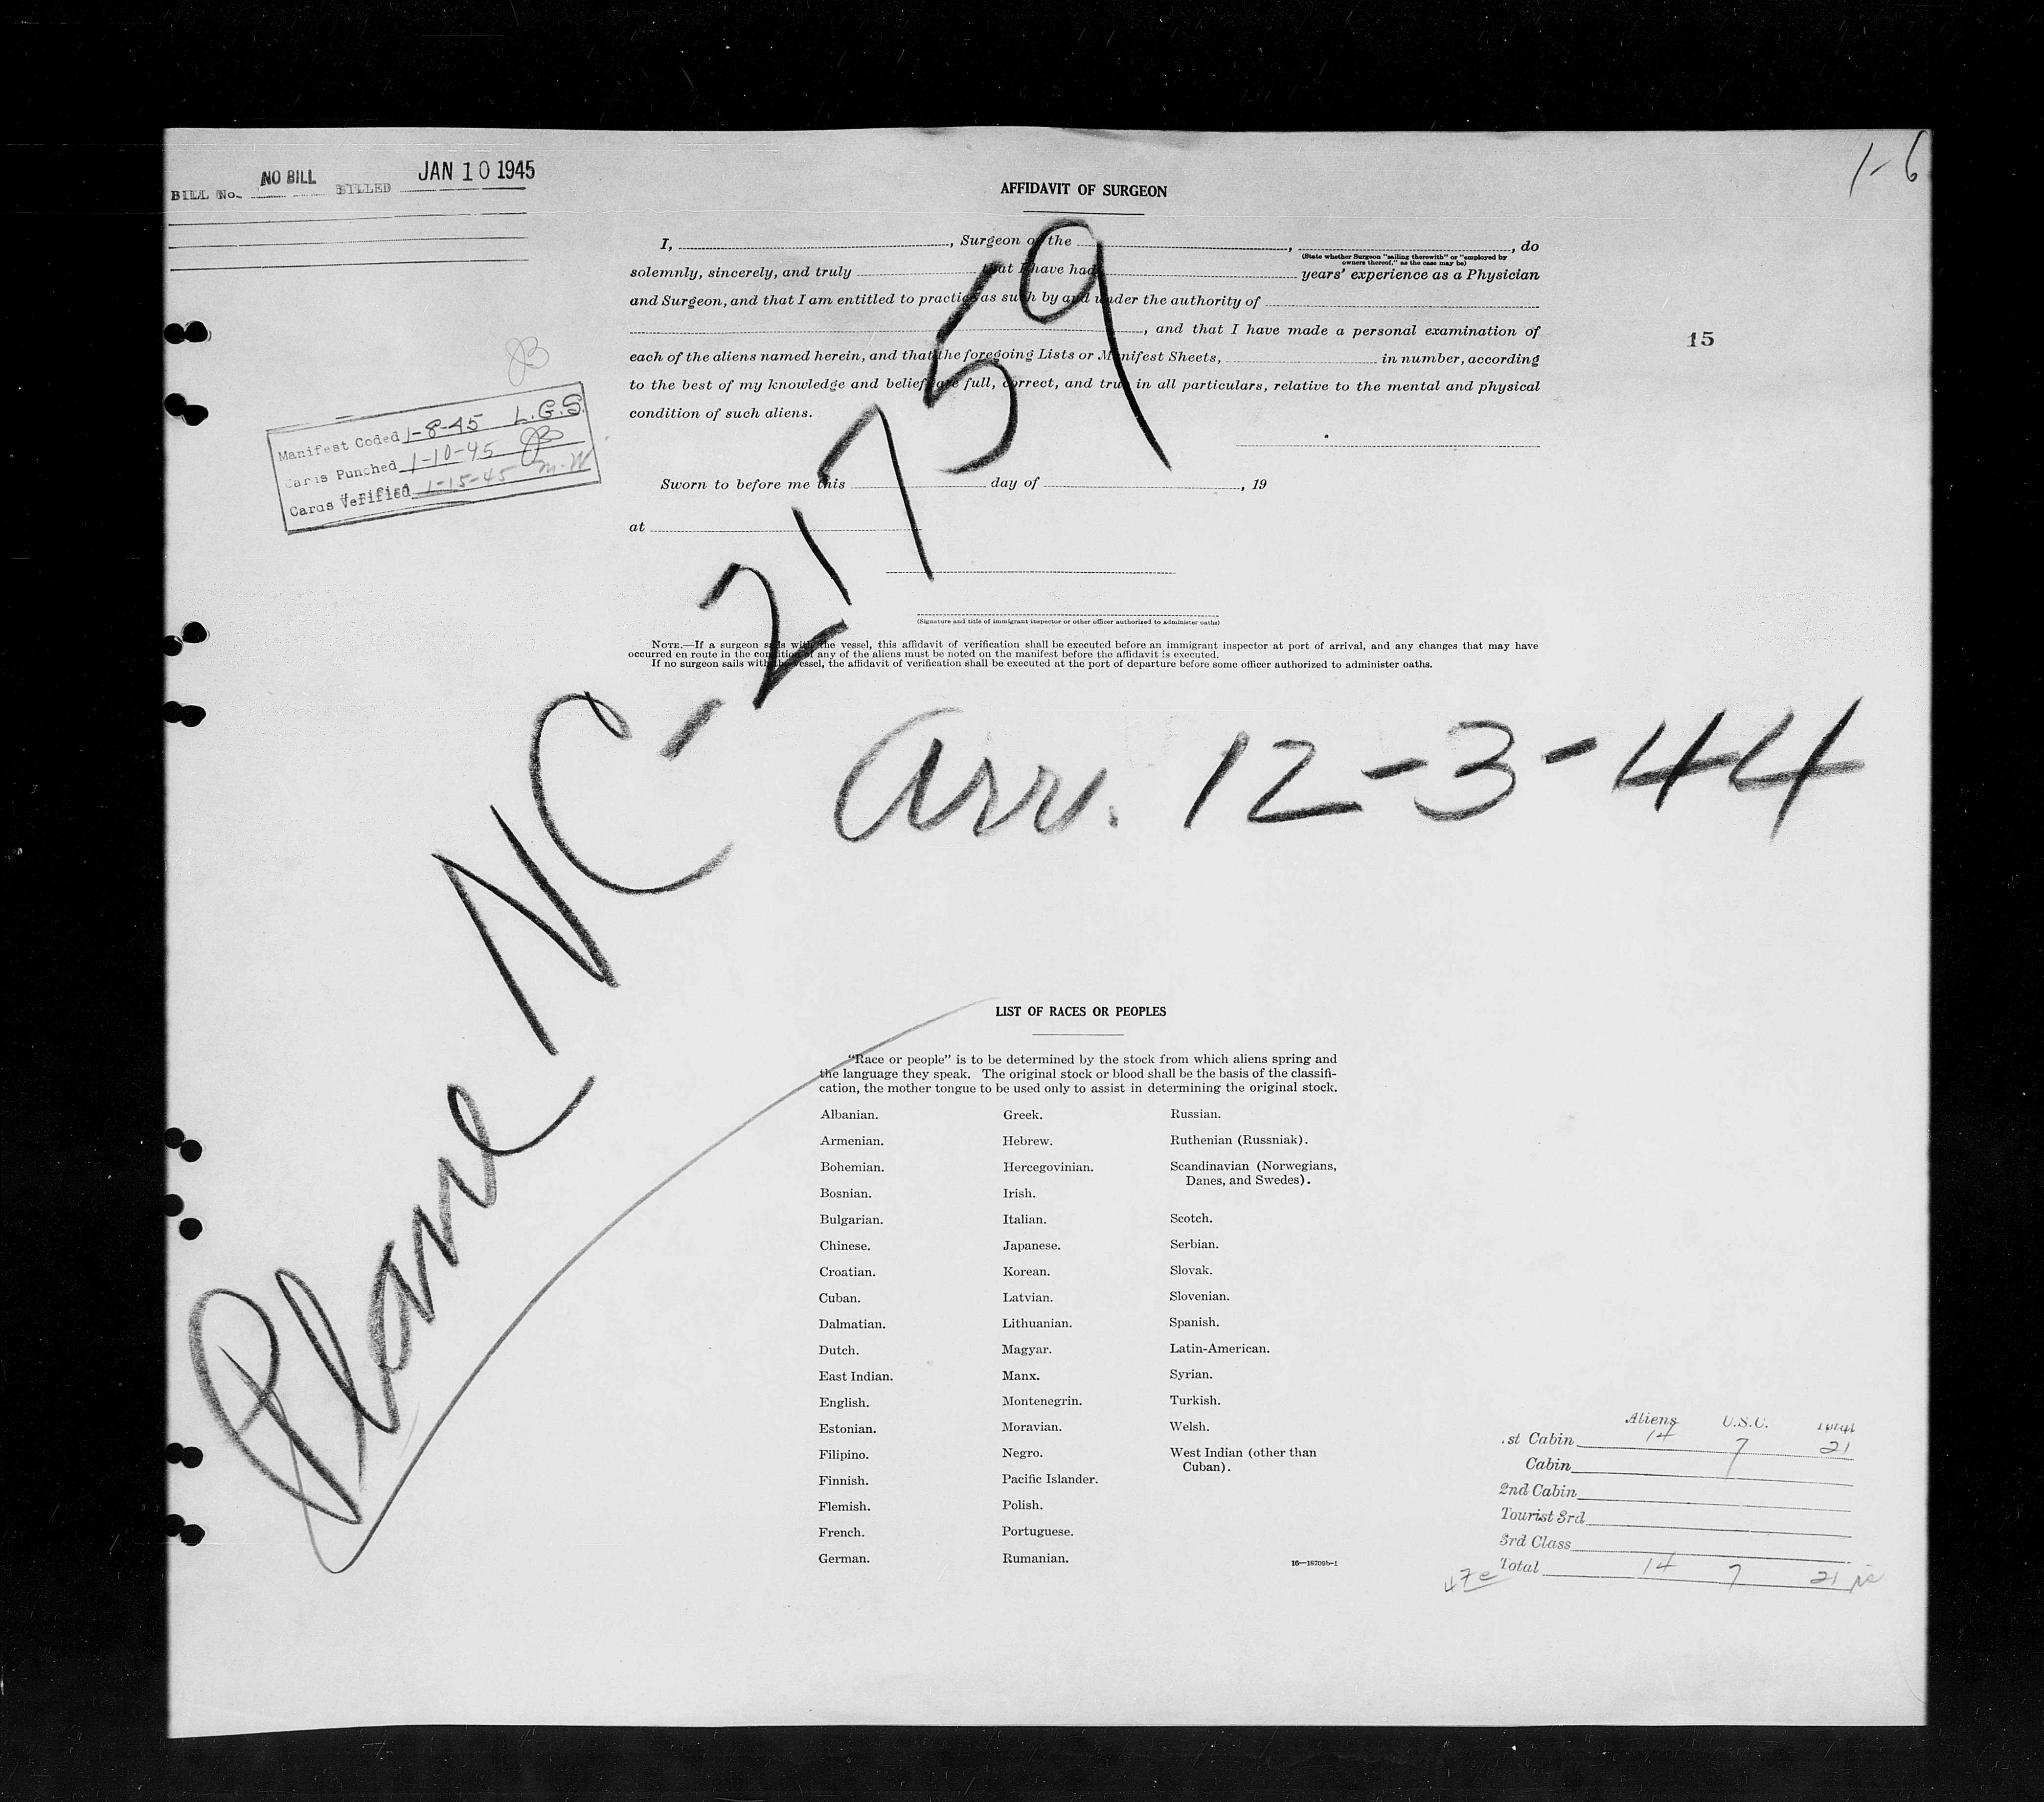 1-6
BILL No. NO BILL BILLED JAN 10 1945
AFFIDAVIT OF SURGEON
I, , Surgeon of the , , do
(State whether Surgeon "sailing therewith" or "employed by
owners thereof," as the case may be)
solemnly, sincerely, and truly that I have had years' experience as a Physician
and Surgeon, and that I am entitled to practice as such by and under the authority of
, and that I have made a personal examination of
15
each of the aliens named herein, and that the foregoing Lists or Manifest Sheets, in number, according
to the best of my knowledge and belief, are full, correct, and true in all particulars, relative to the mental and physical
condition of such aliens.
JB
Manifest Coded 1-8-45 L.G.S.
Cards Punched 1-10-45 JB
Cards Verified 1-15-45 M-W
Sworn to before me this day of , 19
at
(Signature and title of immigrant inspector or other officer authorized to administer oaths)
NOTE.—If a surgeon sails with the vessel, this affidavit of verification shall be executed before an immigrant inspector at port of arrival, and any changes that may have
occurred en route in the condition of any of the aliens must be noted on the manifest before the affidavit is executed.
If no surgeon sails with the vessel, the affidavit of verification shall be executed at the port of departure before some officer authorized to administer oaths.
Plane NC-21759
Arr. 12-3-44
LIST OF RACES OR PEOPLES
"Race or people" is to be determined by the stock from which aliens spring and
the language they speak. The original stock or blood shall be the basis of the classifi-
cation, the mother tongue to be used only to assist in determining the original stock.
Albanian.
Armenian.
Bohemian.
Bosnian.
Bulgarian.
Chinese.
Croatian.
Cuban.
Dalmatian.
Dutch.
East Indian.
English.
Estonian.
Filipino.
Finnish.
Flemish.
French.
German.
Greek.
Hebrew.
Hercegovinian.
Irish.
Italian.
Japanese.
Korean.
Latvian.
Lithuanian.
Magyar.
Manx.
Montenegrin.
Moravian.
Negro.
Pacific Islander.
Polish.
Portuguese.
Rumanian.
Russian.
Ruthenian (Russniak).
Scandinavian (Norwegians,
Danes, and Swedes).
Scotch.
Serbian.
Slovak.
Slovenian.
Spanish.
Latin-American.
Syrian.
Turkish.
Welsh.
West Indian (other than
Cuban).
16—18709b-1
Aliens U.S.C. Total
1st Cabin 14 7 21
Cabin
2nd Cabin
Tourist 3rd
3rd Class
Total 14 7 21